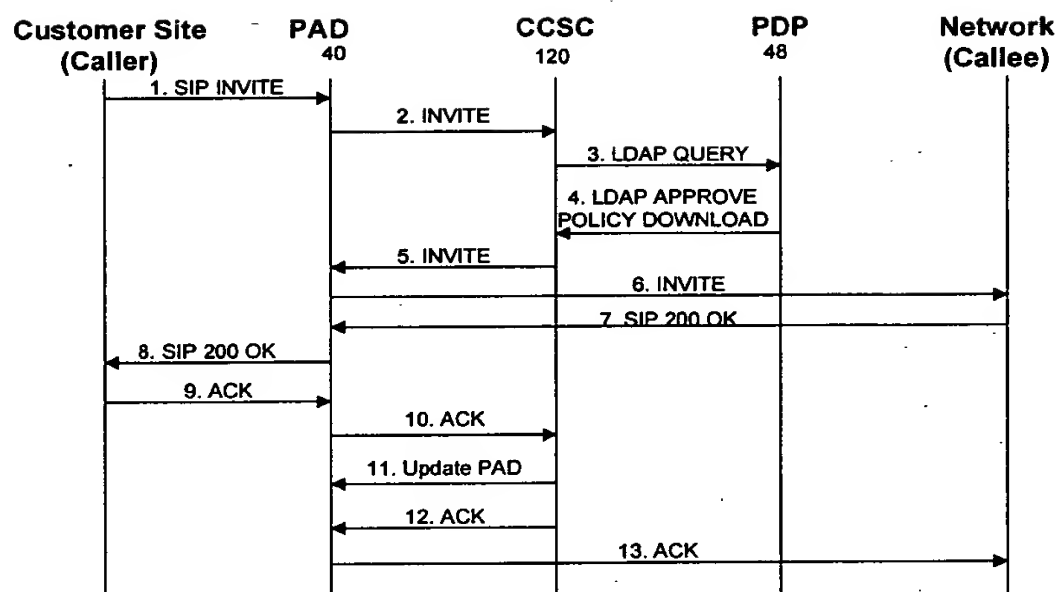 Customer Site
(Caller)
PAD
40
CCSC
120
PDP
48
Network
(Callee)
1. SIP INVITE
2. INVITE
3. LDAP QUERY
4. LDAP APPROVE
POLICY DOWNLOAD
5. INVITE
6. INVITE
7. SIP 200 OK
8. SIP 200 OK
9. ACK
10. ACK
11. Update PAD
12. ACK
13. ACK